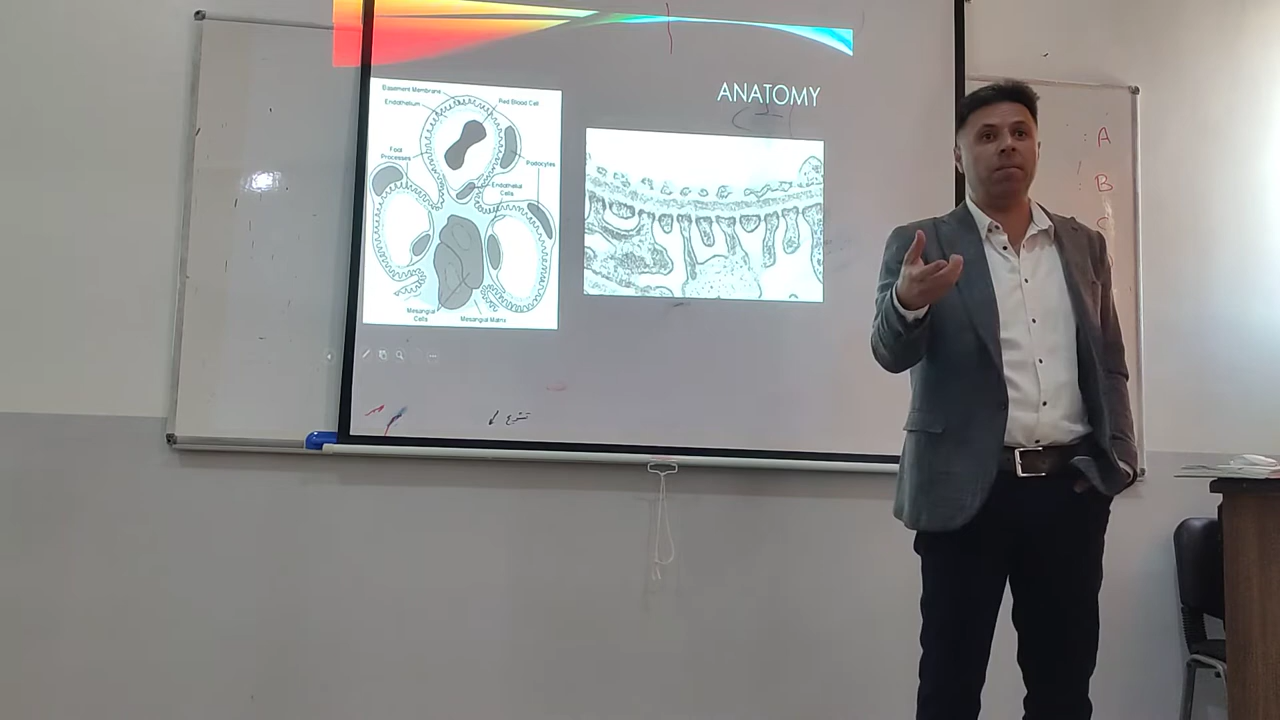 ANATOMY
Basement Membrane
Red Blood Cell
Endothelium
Foot
Processes
Podocytes
Endothelial
Cells
Mesangial
Cells
Mesangial Matrix
A
B